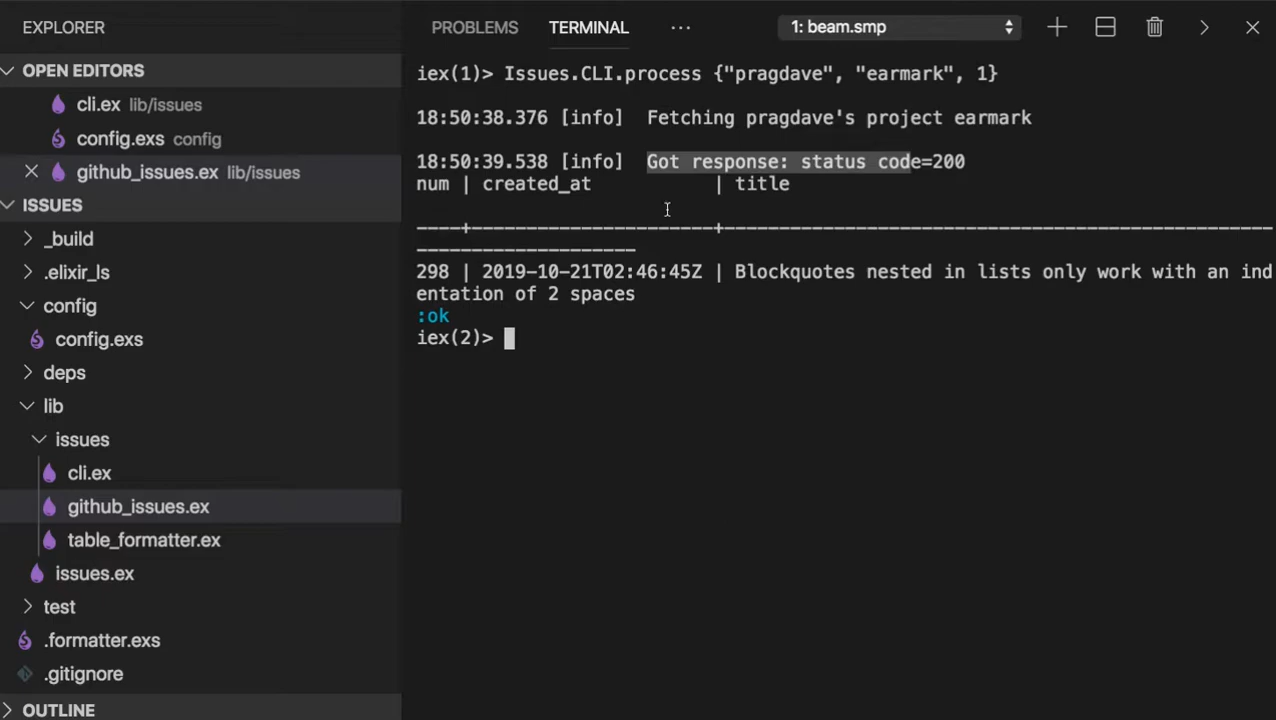 EXPLORER
OPEN EDITORS
cli.ex lib/issues
config.exs config
github_issues.ex lib/issues
ISSUES
_build
.elixir_ls
config
config.exs
deps
lib
issues
cli.ex
github_issues.ex
table_formatter.ex
issues.ex
test
.formatter.exs
.gitignore
OUTLINE
PROBLEMS TERMINAL ... 1: beam.smp
iex(1)> Issues.CLI.process {"pragdave", "earmark", 1}
18:50:38.376 [info] Fetching pragdave's project earmark
18:50:39.538 [info] Got response: status code=200
num | created_at | title
----+----------------------+--------------------------------------------------
--------------------
298 | 2019-10-21T02:46:45Z | Blockquotes nested in lists only work with an ind
entation of 2 spaces
:ok
iex(2)>